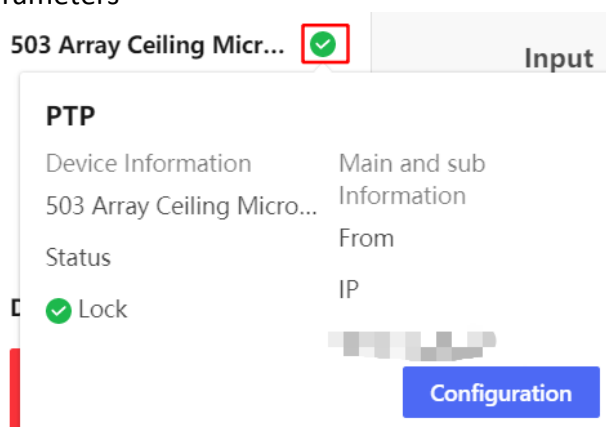 503 Array Ceiling Micr...
Input
PTP
Device Information
503 Array Ceiling Micro...
Status
Lock
Main and sub
Information
From
IP
Configuration